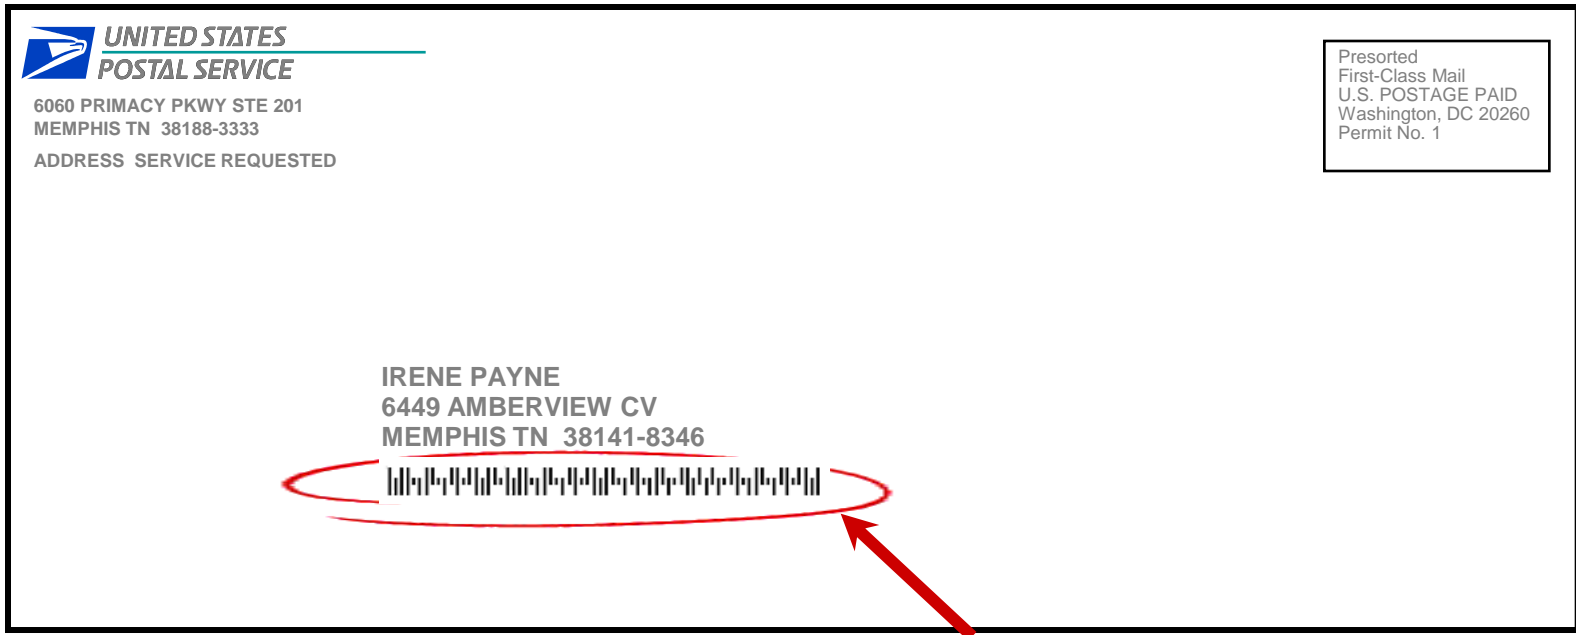 UNITED STATES
POSTAL SERVICE
6060 PRIMACY PKWY STE 201
MEMPHIS TN  38188-3333
ADDRESS  SERVICE REQUESTED
Presorted
First-Class Mail
U.S. POSTAGE PAID
Washington, DC 20260
Permit No. 1
IRENE PAYNE
6449 AMBERVIEW CV
MEMPHIS TN  38141-8346